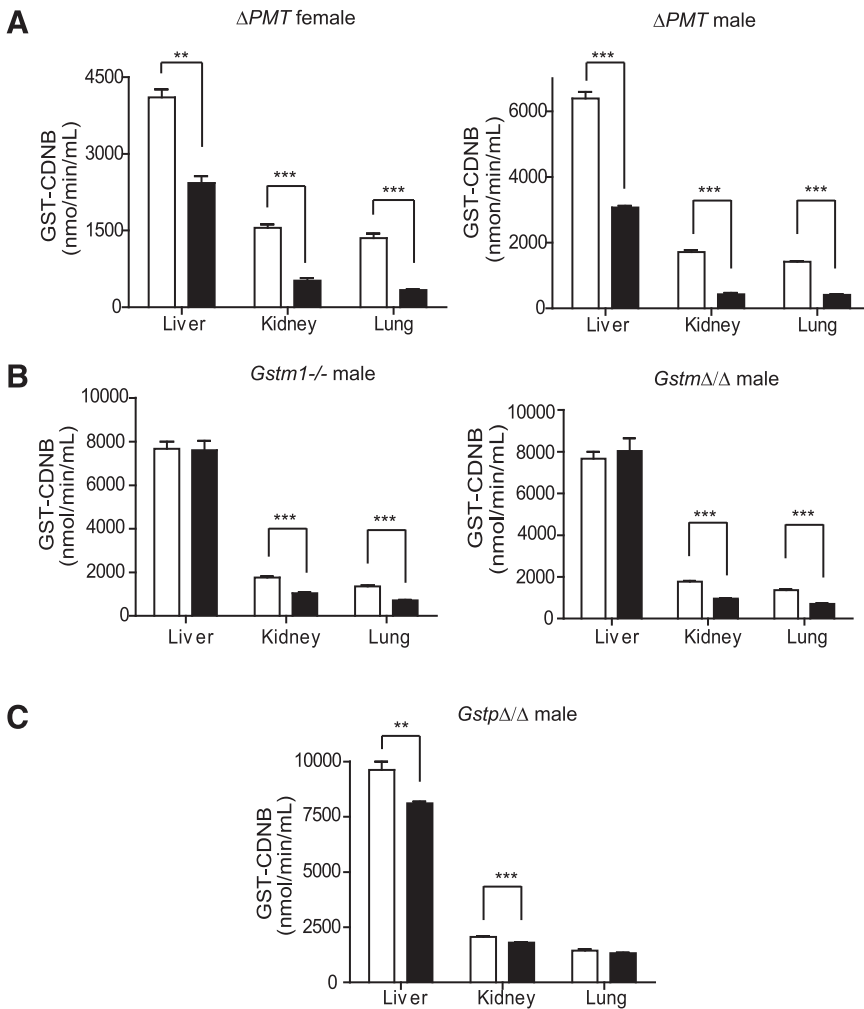 A
ΔPMT female
ΔPMT male
GST-CDNB
(nmo/min/mL)
4500
3000
1500
0
**
***
***
Liver
Kidney
Lung
GST-CDNB
(nmon/min/mL)
6000
4000
2000
0
***
***
***
Liver
Kidney
Lung
B
Gstm1-/- male
GstmΔ/Δ male
GST-CDNB
(nmol/min/mL)
10000
8000
6000
4000
2000
0
***
***
Liver
Kidney
Lung
GST-CDNB
(nmol/min/mL)
10000
8000
6000
4000
2000
0
***
***
Liver
Kidney
Lung
C
GstpΔ/Δ male
GST-CDNB
(nmol/min/mL)
10000
7500
5000
2500
0
**
***
Liver
Kidney
Lung